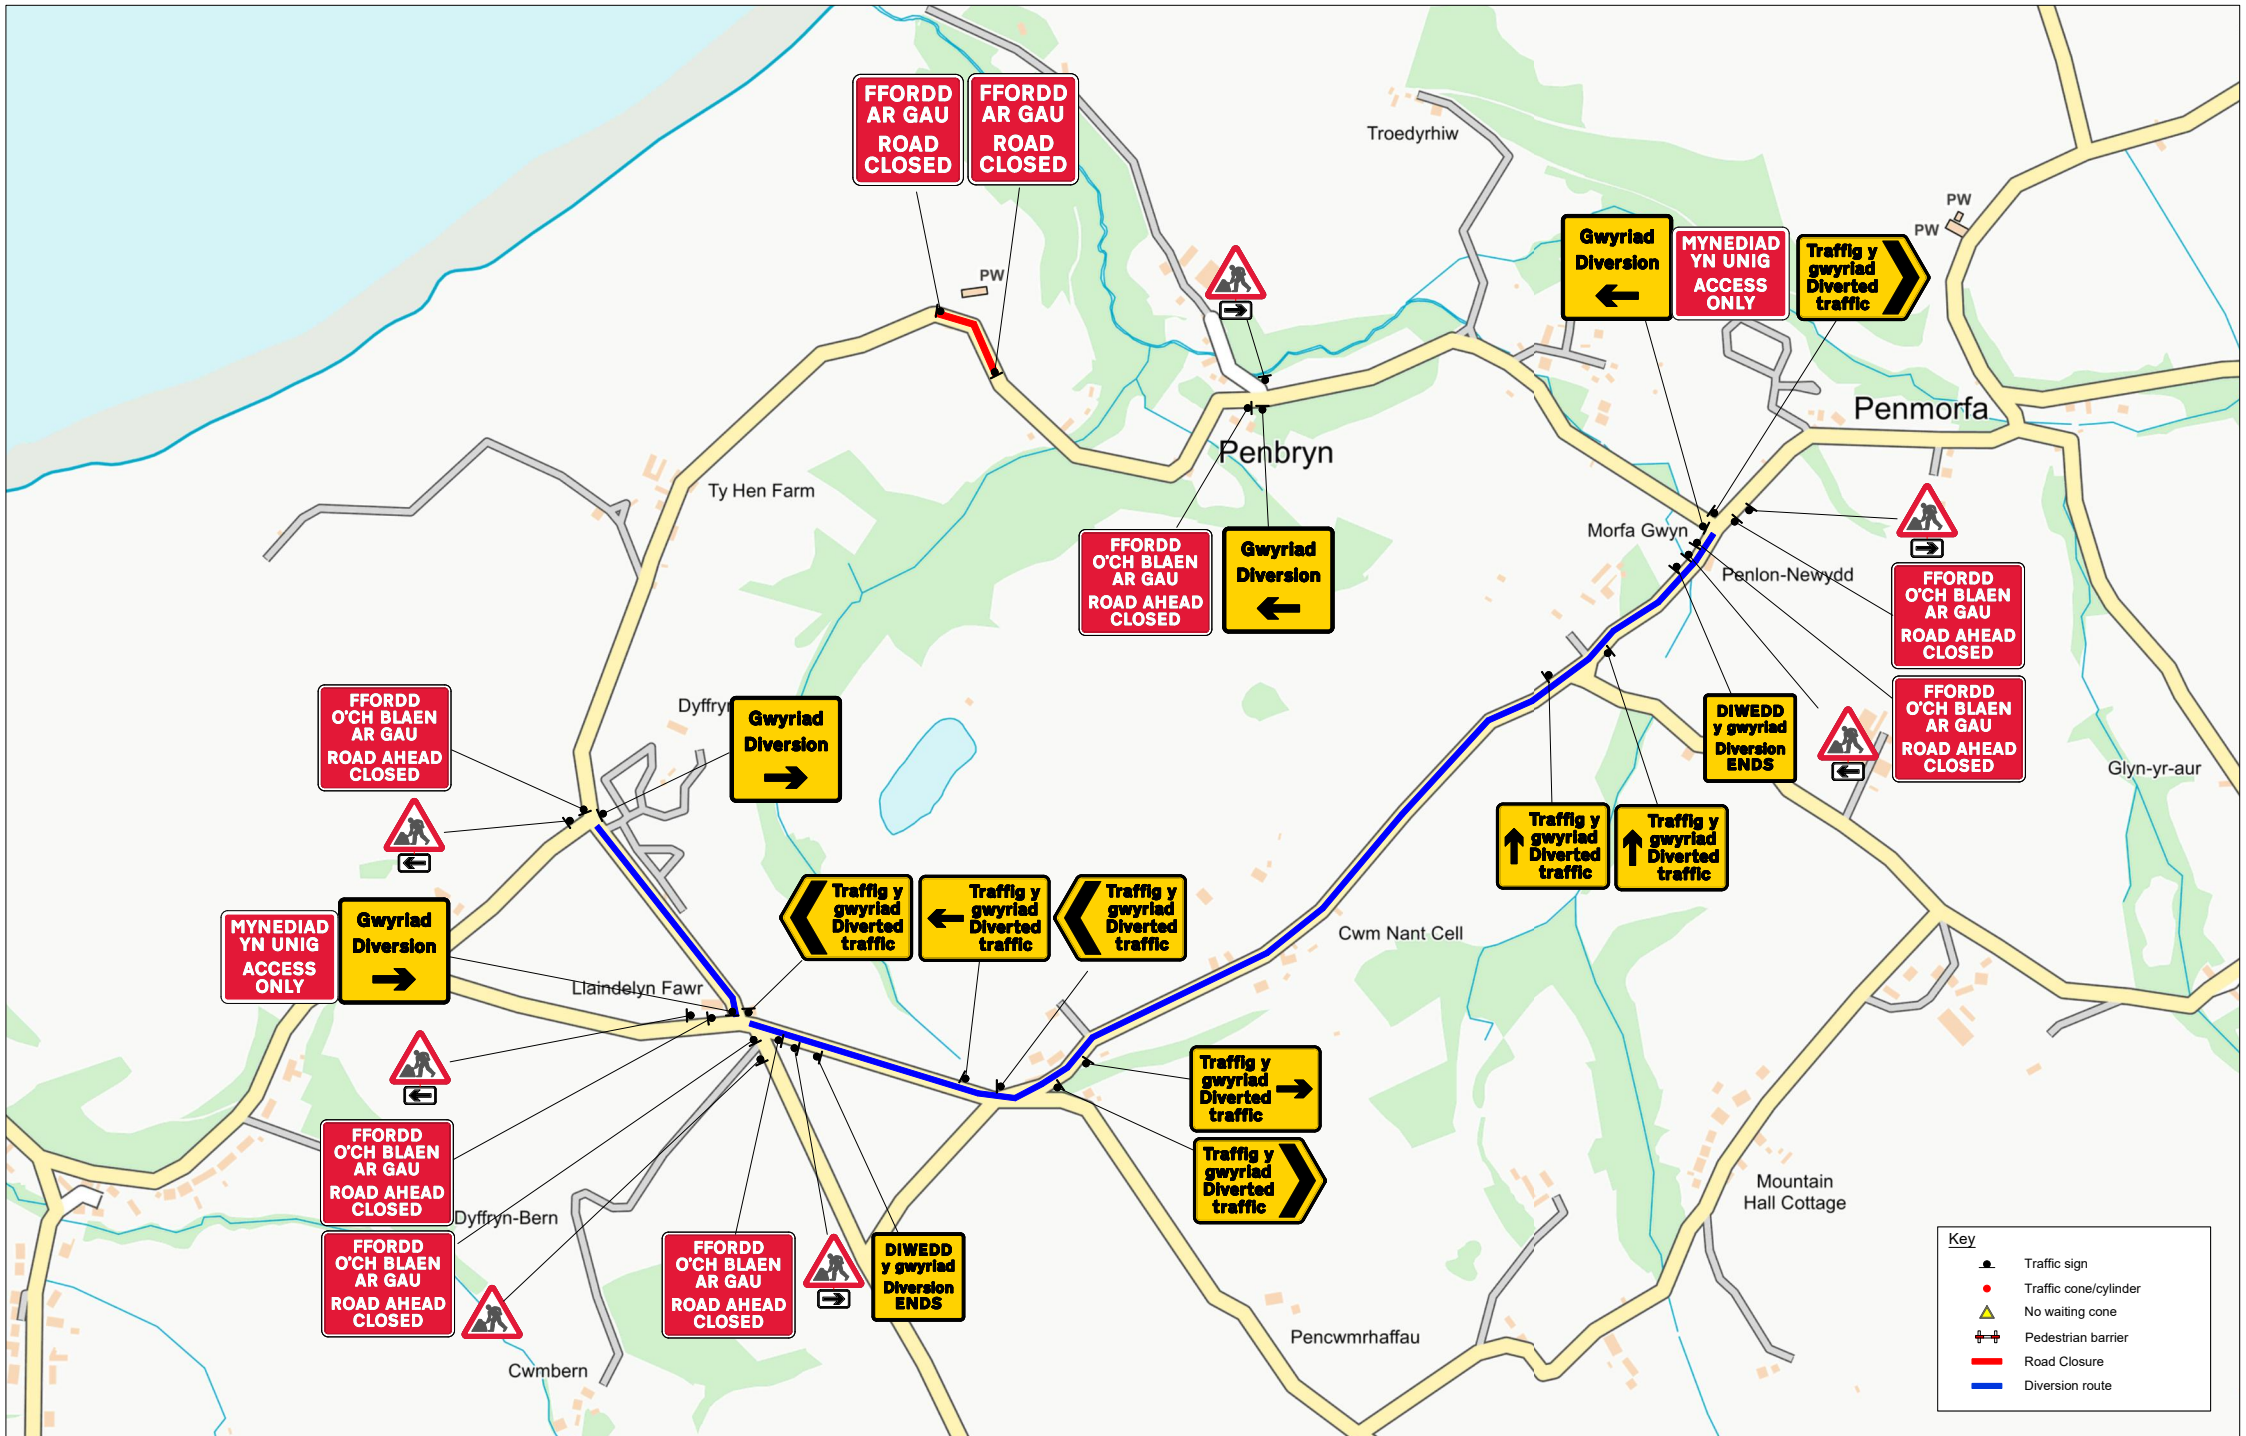 FFORDD
AR GAU
ROAD
CLOSED
FFORDD
AR GAU
ROAD
CLOSED
Troedyrhiw
PW
PW
PW
Gwyriad
Diversion
MYNEDIAD
YN UNIG
ACCESS
ONLY
Traffig y
gwyriad
Diverted
traffic
Penmorfa
Penbryn
Ty Hen Farm
Morfa Gwyn
Penlon-Newydd
FFORDD
O'CH BLAEN
AR GAU
ROAD AHEAD
CLOSED
Gwyriad
Diversion
FFORDD
O'CH BLAEN
AR GAU
ROAD AHEAD
CLOSED
FFORDD
O'CH BLAEN
AR GAU
ROAD AHEAD
CLOSED
DIWEDD
y gwyriad
Diversion
ENDS
Glyn-yr-aur
FFORDD
O'CH BLAEN
AR GAU
ROAD AHEAD
CLOSED
Gwyriad
Diversion
Traffig y
gwyriad
Diverted
traffic
Traffig y
gwyriad
Diverted
traffic
MYNEDIAD
YN UNIG
ACCESS
ONLY
Gwyriad
Diversion
Traffig y
gwyriad
Diverted
traffic
Traffig y
gwyriad
Diverted
traffic
Traffig y
gwyriad
Diverted
traffic
Cwm Nant Cell
Llaindelyn Fawr
Traffig y
gwyriad
Diverted
traffic
Traffig y
gwyriad
Diverted
traffic
FFORDD
O'CH BLAEN
AR GAU
ROAD AHEAD
CLOSED
Dyffryn-Bern
FFORDD
O'CH BLAEN
AR GAU
ROAD AHEAD
CLOSED
FFORDD
O'CH BLAEN
AR GAU
ROAD AHEAD
CLOSED
DIWEDD
y gwyriad
Diversion
ENDS
Mountain
Hall Cottage
Pencwmrhaffau
Cwmbern
Key
Traffic sign
Traffic cone/cylinder
No waiting cone
Pedestrian barrier
Road Closure
Diversion route